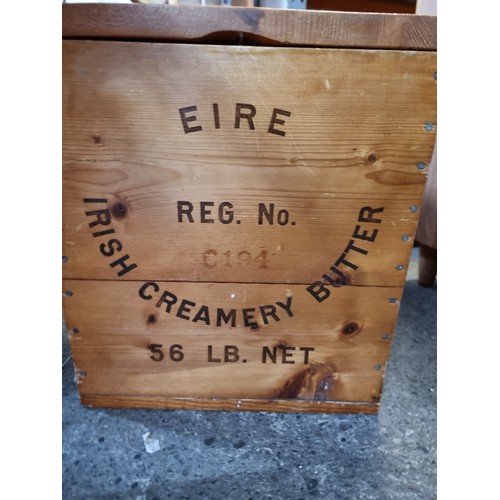 EIRE
REG. No.
C194
IRISH CREAMERY BUTTER
56 LB. NET